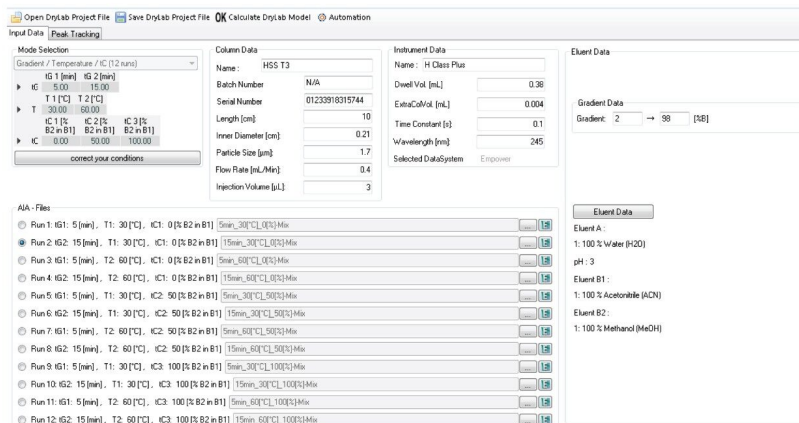 Open DryLab Project File Save DryLab Project File OK Calculate DryLab Model Automation
Input Data Peak Tracking
Mode Selection
Gradient / Temperature / tC (12 runs)
tG 1 [min] tG 2 [min]
tG 5.00 15.00
T 1 [°C] T 2 [°C]
T 30.00 60.00
tC 1 [% B2 in B1] tC 2 [% B2 in B1] tC 3 [% B2 in B1]
tC 0.00 50.00 100.00
correct your conditions
Column Data
Name : HSS T3
Batch Number N/A
Serial Number 01233918315744
Length [cm]: 10
Inner Diameter [cm]: 0.21
Particle Size [µm]: 1.7
Flow Rate [mL/Min]: 0.4
Injection Volume [µL]: 3
Instrument Data
Name : H Class Plus
Dwell Vol. [mL] 0.38
ExtraColVol. [mL] 0.004
Time Constant [s]: 0.1
Wavelength [nm]: 245
Selected DataSystem Empower
Eluent Data
Gradient Data
Gradient: 2 → 98 [%B]
AIA - Files
Run 1: tG1: 5 [min] , T1: 30 [°C] , tC1: 0 [% B2 in B1] 5min_30[°C]_0[%]-Mix ...
Run 2: tG2: 15 [min] , T1: 30 [°C] , tC1: 0 [% B2 in B1] 15min_30[°C]_0[%]-Mix ...
Run 3: tG1: 5 [min] , T2: 60 [°C] , tC1: 0 [% B2 in B1] 5min_60[°C]_0[%]-Mix ...
Run 4: tG2: 15 [min] , T2: 60 [°C] , tC1: 0 [% B2 in B1] 15min_60[°C]_0[%]-Mix ...
Run 5: tG1: 5 [min] , T1: 30 [°C] , tC2: 50 [% B2 in B1] 5min_30[°C]_50[%]-Mix ...
Run 6: tG2: 15 [min] , T1: 30 [°C] , tC2: 50 [% B2 in B1] 15min_30[°C]_50[%]-Mix ...
Run 7: tG1: 5 [min] , T2: 60 [°C] , tC2: 50 [% B2 in B1] 5min_60[°C]_50[%]-Mix ...
Run 8: tG2: 15 [min] , T2: 60 [°C] , tC2: 50 [% B2 in B1] 15min_60[°C]_50[%]-Mix ...
Run 9: tG1: 5 [min] , T1: 30 [°C] , tC3: 100 [% B2 in B1] 5min_30[°C]_100[%]-Mix ...
Run 10: tG2: 15 [min] , T1: 30 [°C] , tC3: 100 [% B2 in B1] 15min_30[°C]_100[%]-Mix ...
Run 11: tG1: 5 [min] , T2: 60 [°C] , tC3: 100 [% B2 in B1] 5min_60[°C]_100[%]-Mix ...
Run 12: tG2: 15 [min] , T2: 60 [°C] , tC3: 100 [% B2 in B1] 15min_60[°C]_100[%]-Mix ...
Eluent Data
Eluent A :
1: 100 % Water (H2O)
pH : 3
Eluent B1 :
1: 100 % Acetonitrile (ACN)
Eluent B2 :
1: 100 % Methanol (MeOH)